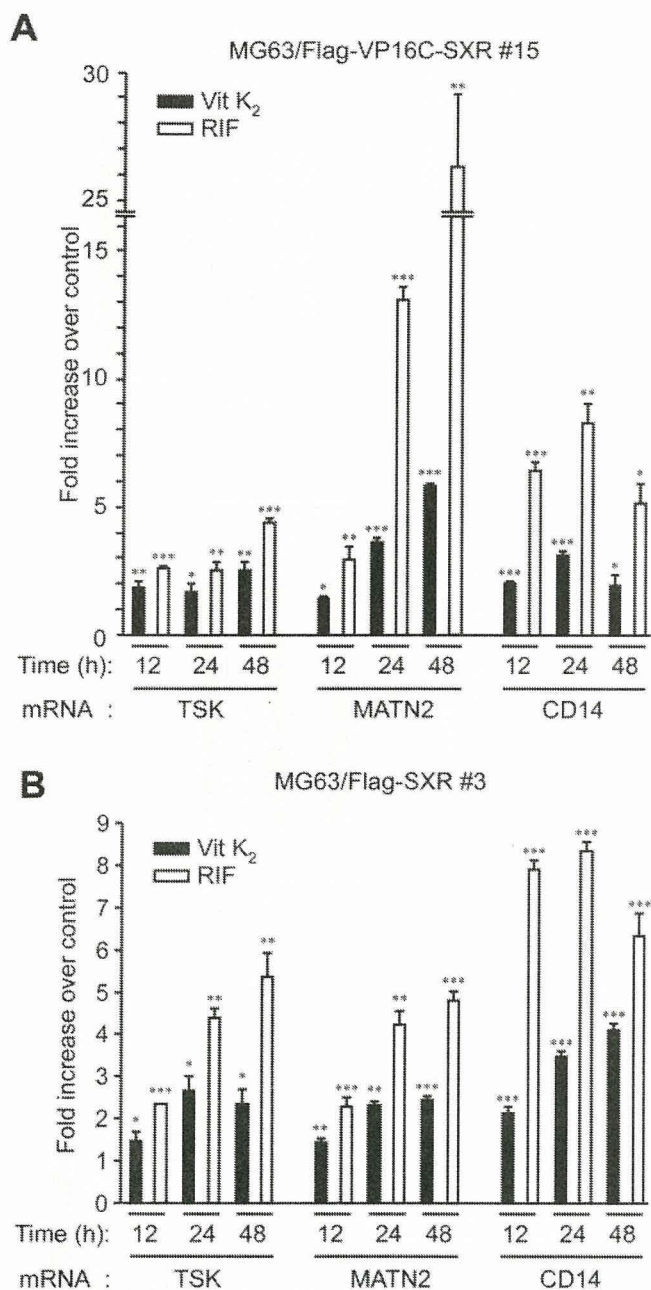 A
MG63/Flag-VP16C-SXR #15
Vit K₂
RIF
Fold increase over control
30
25
15
10
5
0
** *** * ** ** ***
* ** *** *** *** **
*** *** *** ** * *
Time (h): 12 24 48 12 24 48 12 24 48
mRNA : TSK MATN2 CD14
B
MG63/Flag-SXR #3
Vit K₂
RIF
Fold increase over control
9
8
7
6
5
4
3
2
1
0
* *** * ** * **
** *** ** ** *** ***
*** *** *** *** *** ***
Time (h): 12 24 48 12 24 48 12 24 48
mRNA : TSK MATN2 CD14